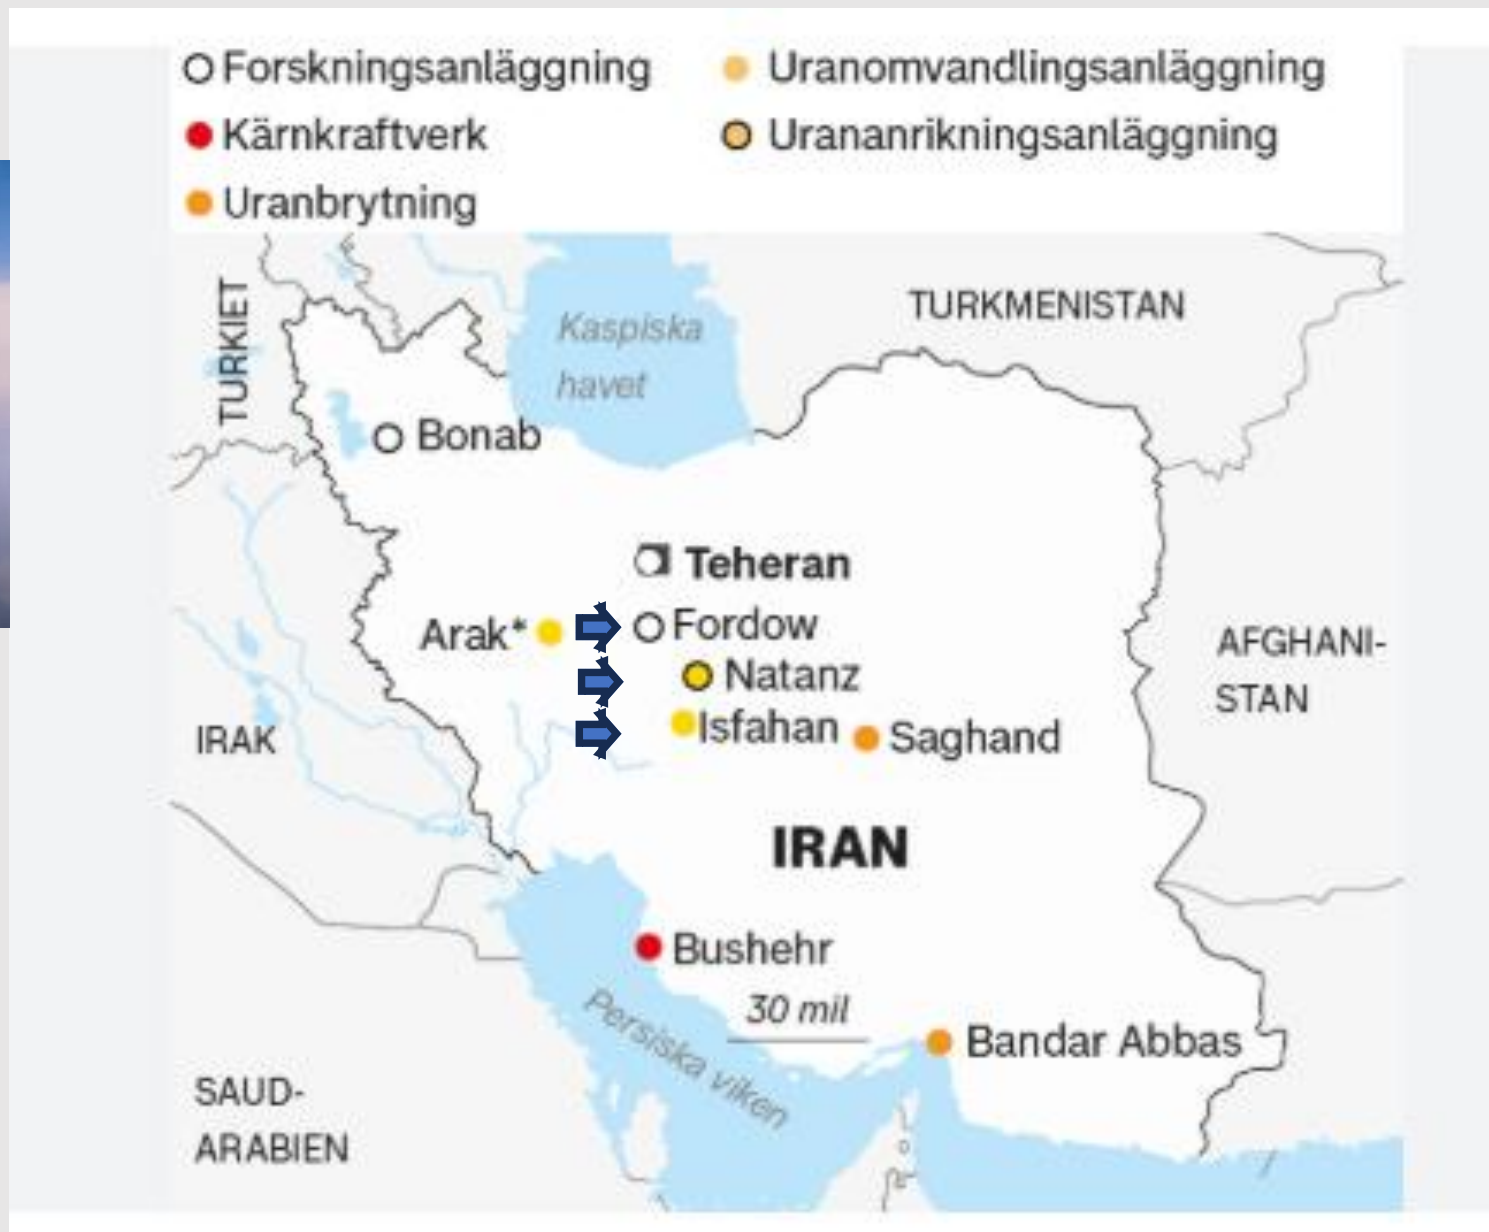 Forskningsanläggning
Kärnkraftverk
Uranbrytning
Uranomvandlingsanläggning
Urananrikningsanläggning
TURKIET
Kaspiska
havet
TURKMENISTAN
Bonab
Teheran
Arak*
Fordow
Natanz
Isfahan
Saghand
AFGHANI-
STAN
IRAK
IRAN
Bushehr
30 mil
Persiska viken
Bandar Abbas
SAUD-
ARABIEN